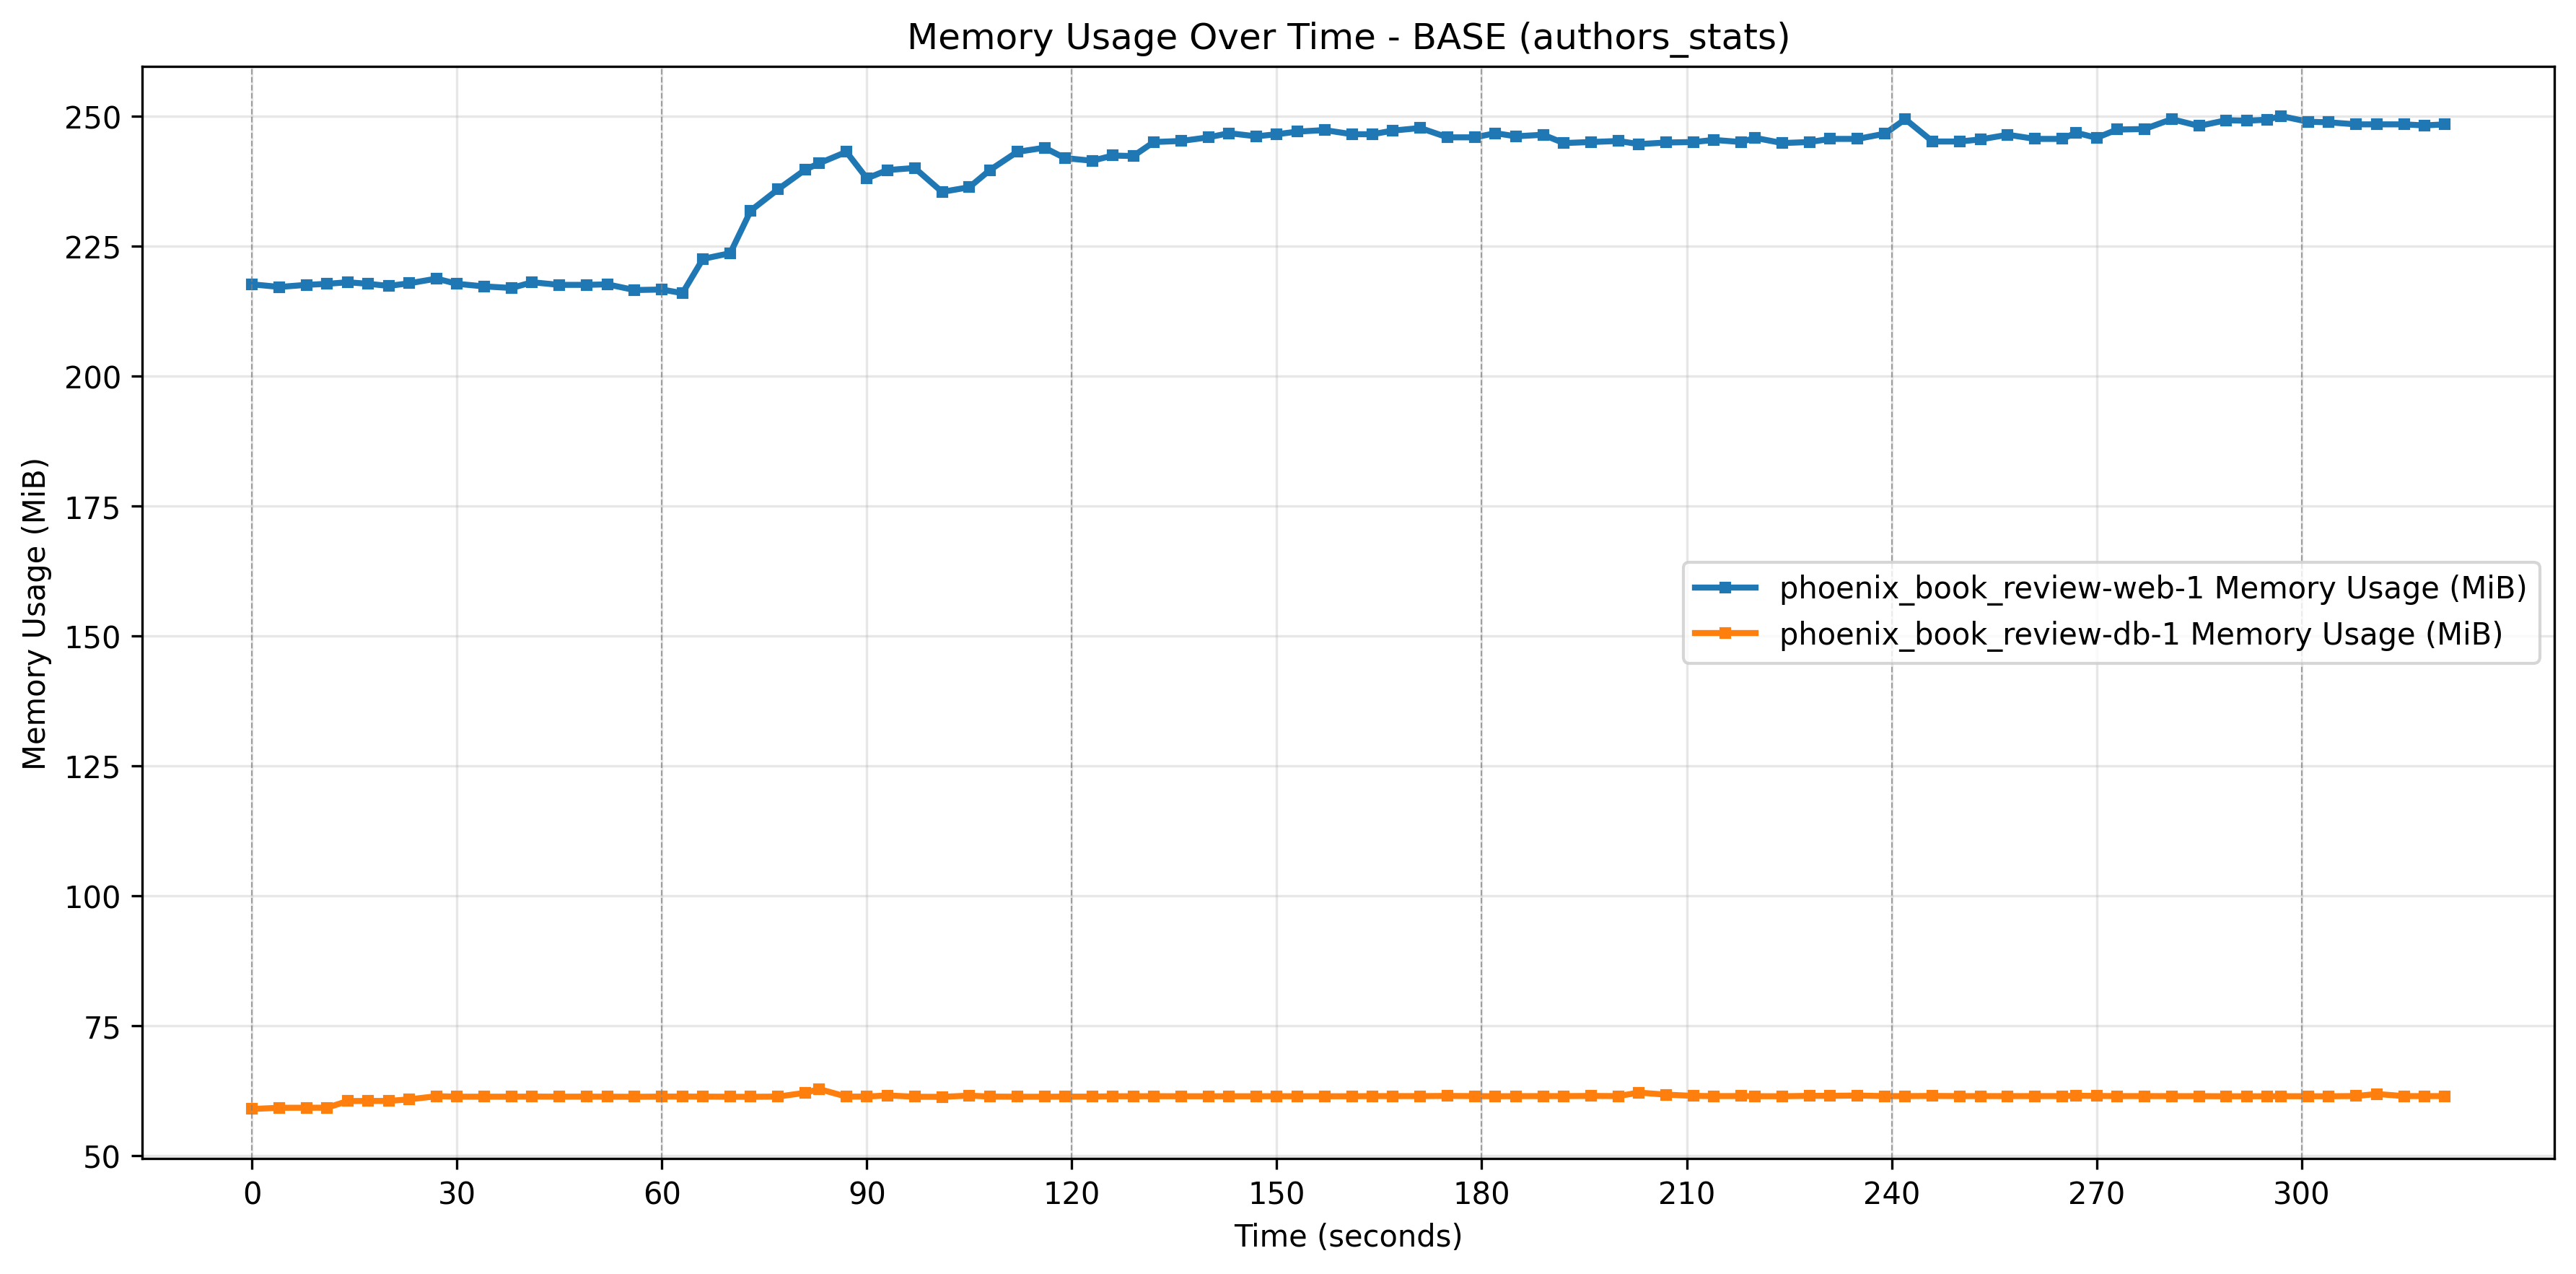 Memory Usage Over Time - BASE (authors_stats)
Memory Usage (MiB)
250
225
200
175
150
125
100
75
50
phoenix_book_review-web-1 Memory Usage (MiB)
phoenix_book_review-db-1 Memory Usage (MiB)
0 30 60 90 120 150 180 210 240 270 300
Time (seconds)